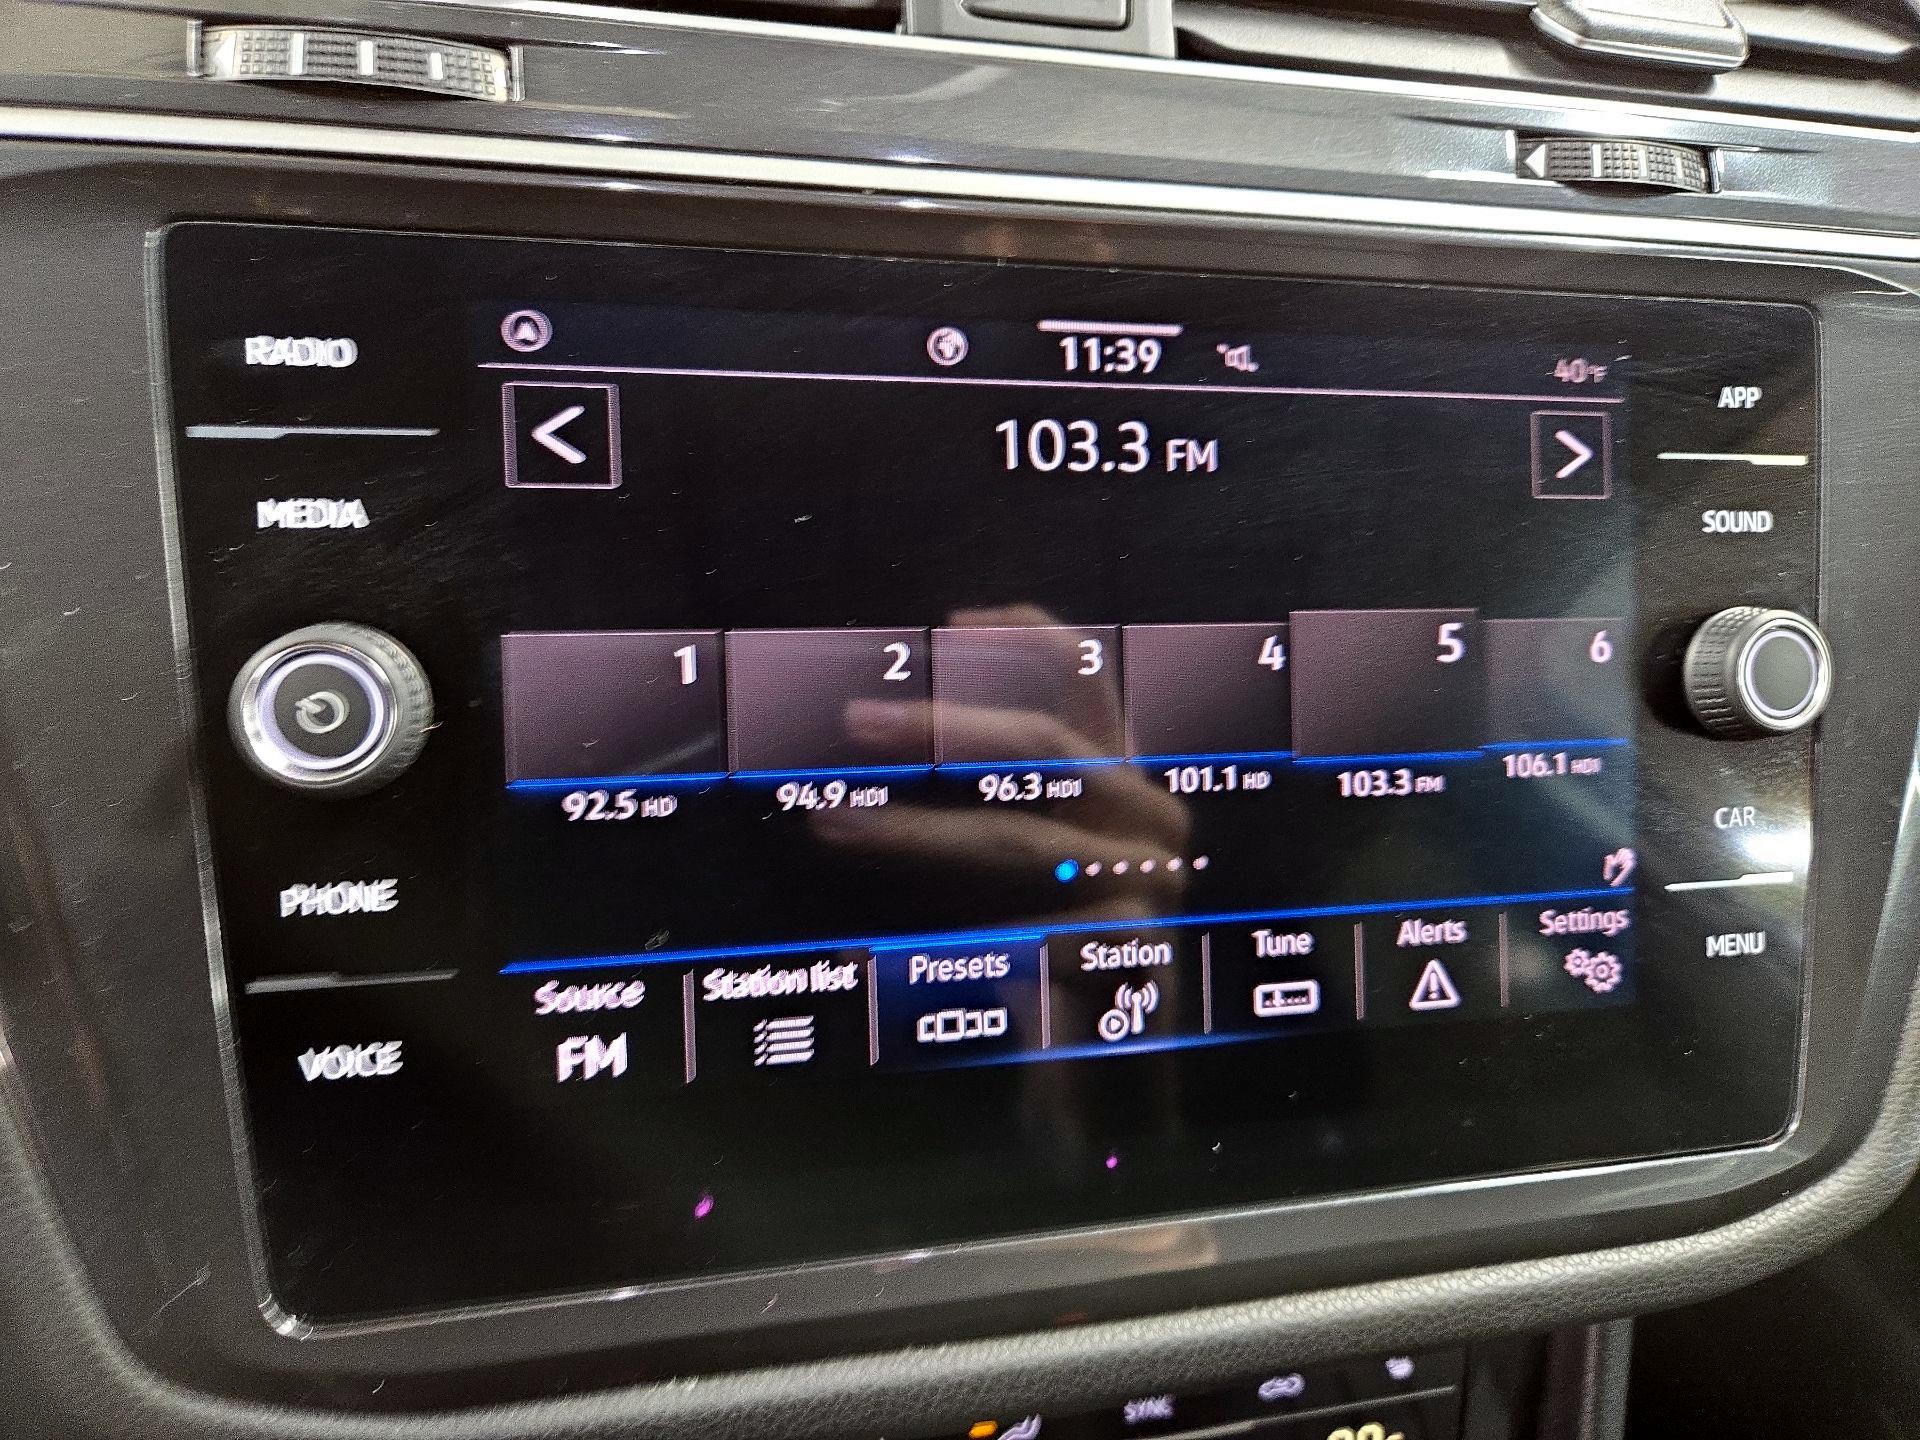 RADIO
MEDIA
PHONE
VOICE
11:39
40°F
<
103.3 FM
>
1
2
3
4
5
6
92.5 HD
94.9 HD1
96.3 HD1
101.1 HD
103.3 FM
106.1 HD1
Source
FM
Station list
Presets
Station
Tune
Alerts
Settings
APP
SOUND
CAR
MENU
SYNC